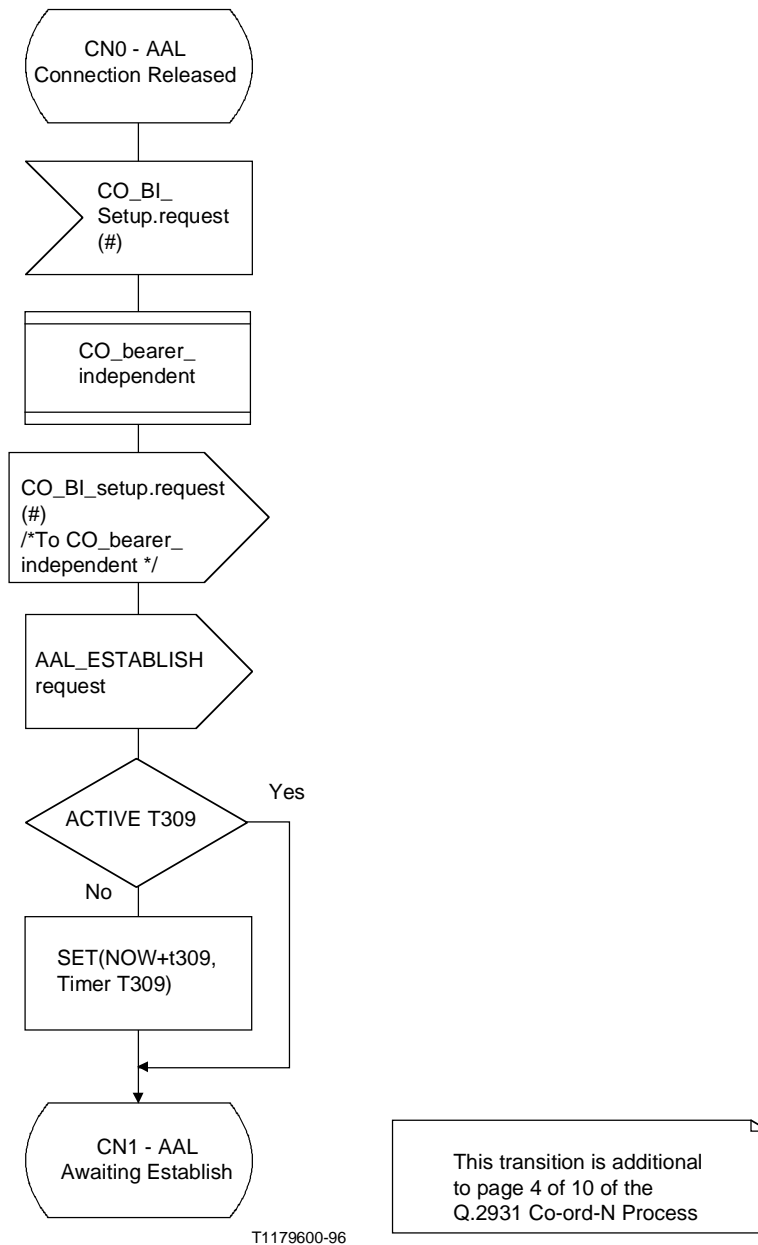 CN0 - AAL
Connection Released
CO_BI_
Setup.request
(#)
CO_bearer_
independent
CO_BI_setup.request
(#)
/*To CO_bearer_
independent */
AAL_ESTABLISH
request
ACTIVE T309
Yes
No
SET(NOW+t309,
Timer T309)
CN1 - AAL
Awaiting Establish
This transition is additional
to page 4 of 10 of the
Q.2931 Co-ord-N Process
T1179600-96